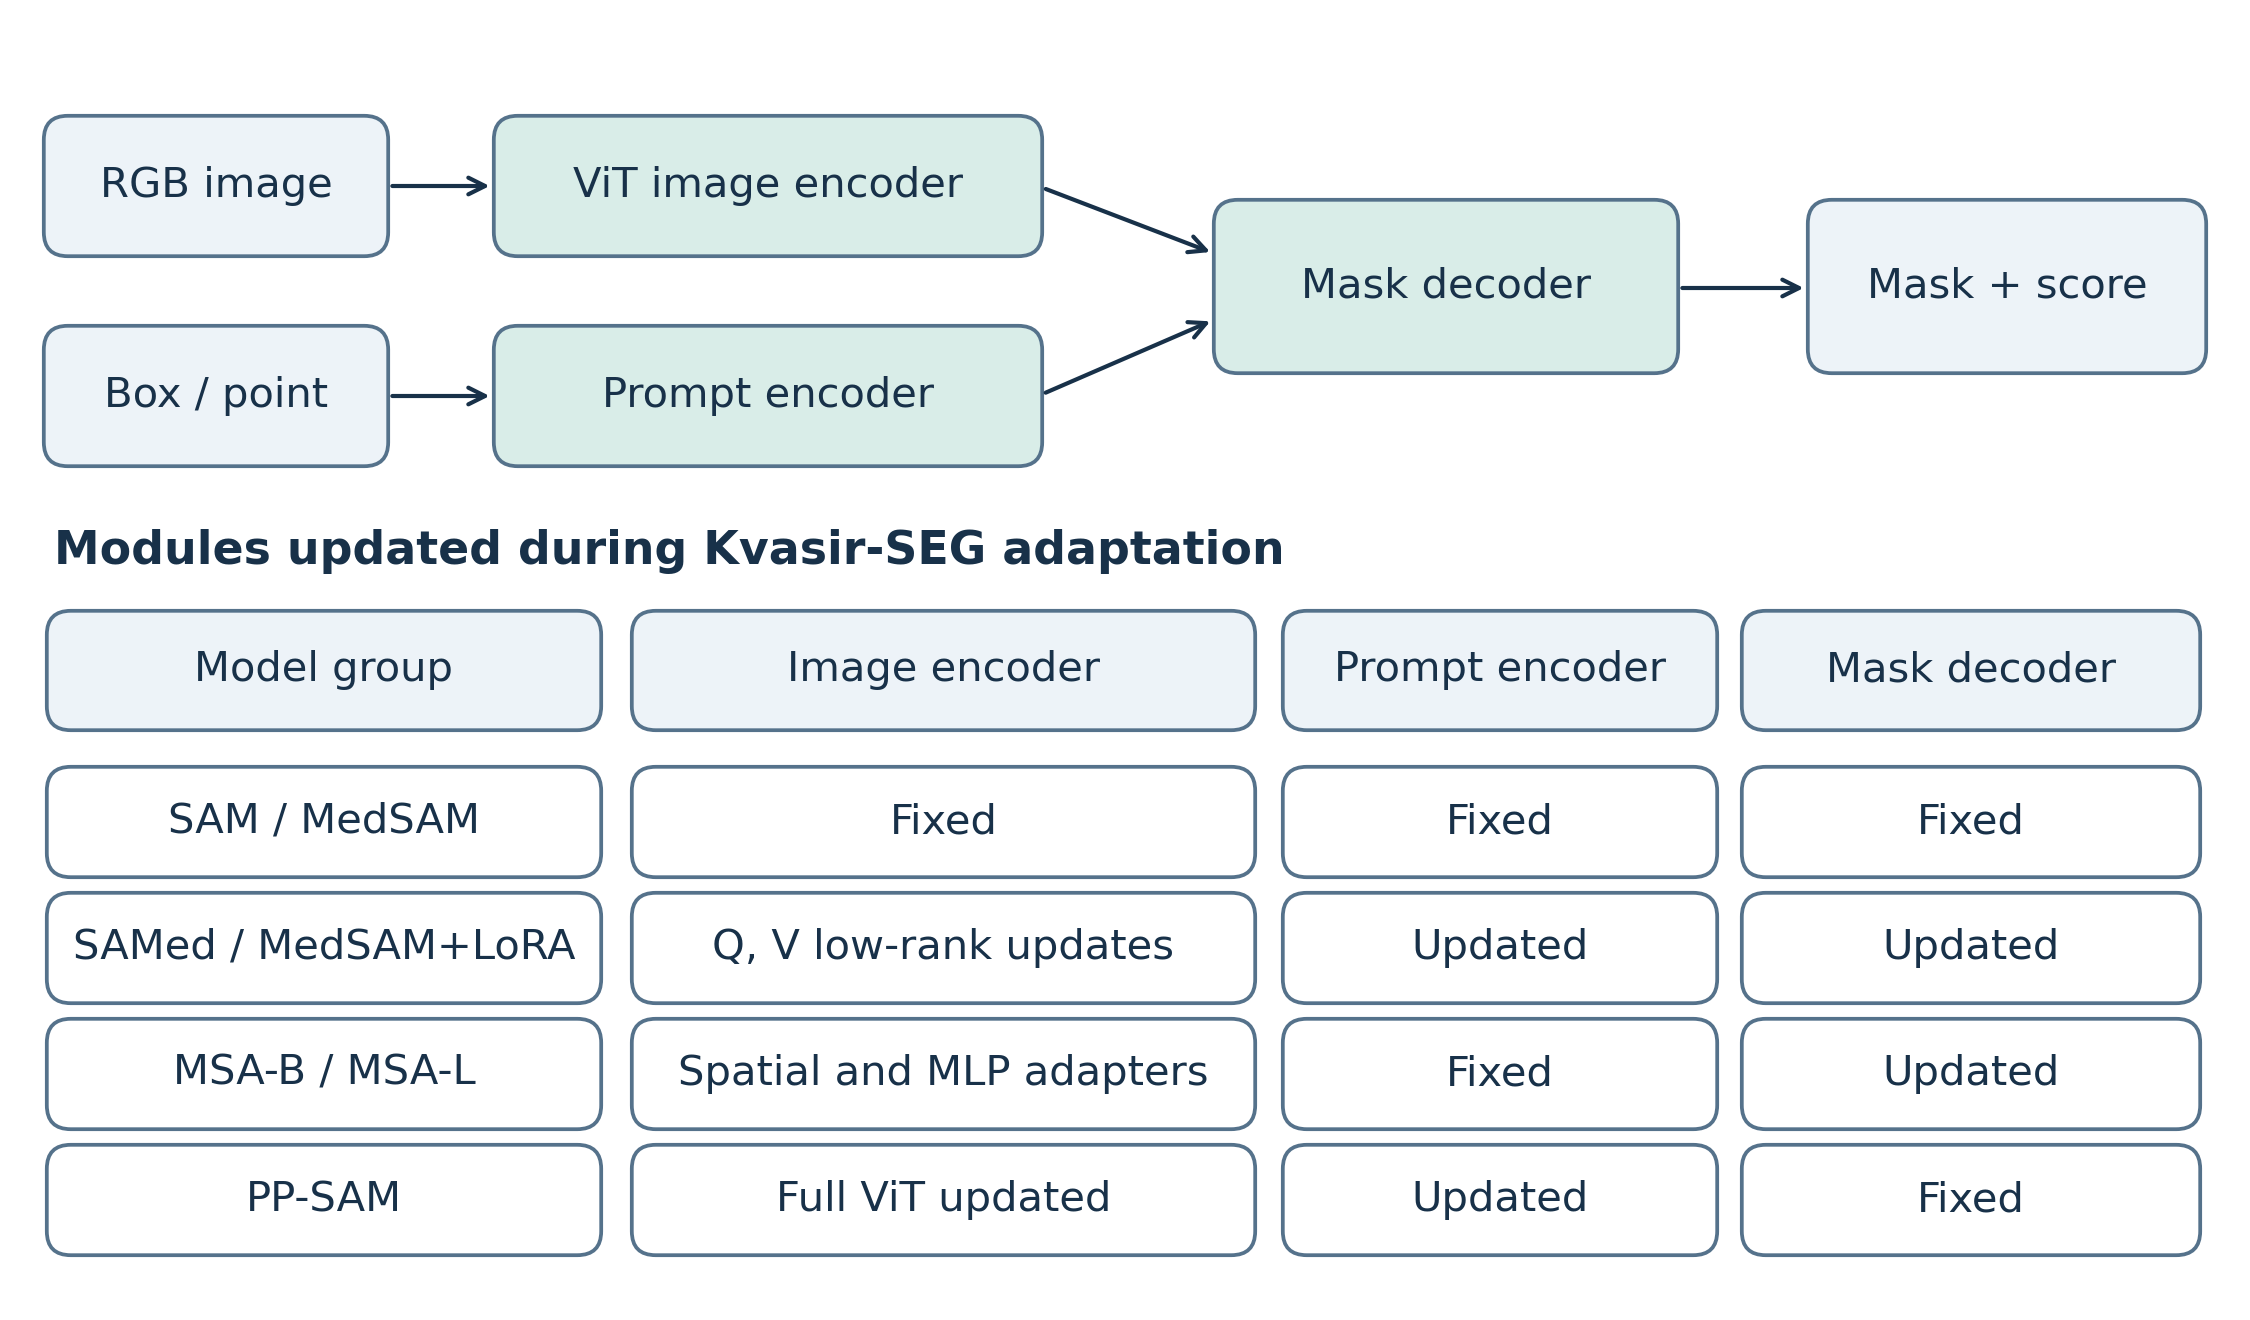 RGB image
ViT image encoder
Mask decoder
Mask + score
Box / point
Prompt encoder
Modules updated during Kvasir-SEG adaptation
Model group
Image encoder
Prompt encoder
Mask decoder
SAM / MedSAM
Fixed
Fixed
Fixed
SAMed / MedSAM+LoRA
Q, V low-rank updates
Updated
Updated
MSA-B / MSA-L
Spatial and MLP adapters
Fixed
Updated
PP-SAM
Full ViT updated
Updated
Fixed